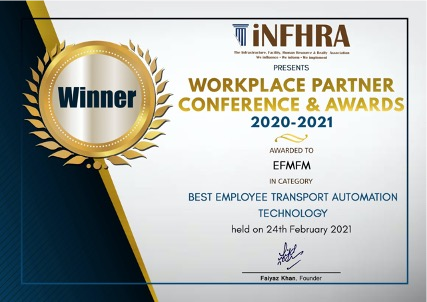 iNFHRA
The Infrastructure, Facility, Human Resource & Realty Association
We influence • We inform • We implement
PRESENTS
WORKPLACE PARTNER
CONFERENCE & AWARDS
2020-2021
Winner
AWARDED TO
EFMFM
IN CATEGORY
BEST EMPLOYEE TRANSPORT AUTOMATION
TECHNOLOGY
held on 24th February 2021
Faiyaz Khan, Founder